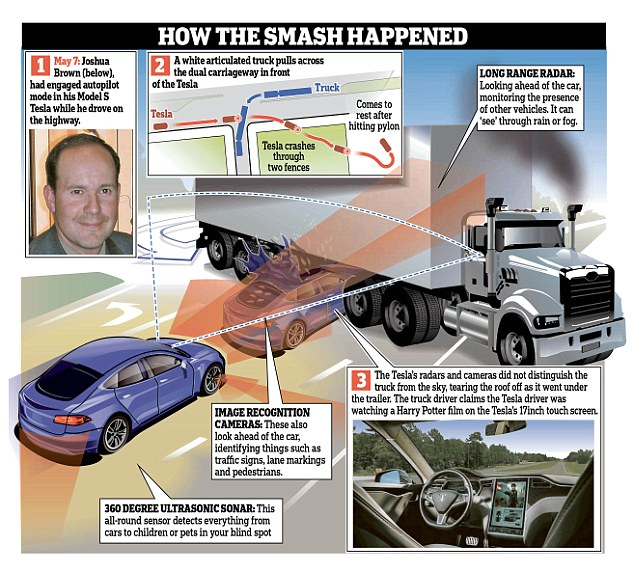 HOW THE SMASH HAPPENED
1 May 7: Joshua
Brown (below),
had engaged autopilot
mode in his Model S
Tesla while he drove on
the highway.
2 A white articulated truck pulls across
the dual carriageway in front
of the Tesla
Truck
Tesla
Comes to
rest after
hitting pylon
Tesla crashes
through
two fences
LONG RANGE RADAR:
Looking ahead of the car,
monitoring the presence
of other vehicles. It can
'see' through rain or fog.
3 The Tesla's radars and cameras did not distinguish the
truck from the sky, tearing the roof off as it went under
the trailer. The truck driver claims the Tesla driver was
watching a Harry Potter film on the Tesla's 17inch touch screen.
IMAGE RECOGNITION
CAMERAS: These also
look ahead of the car,
identifying things such as
traffic signs, lane markings
and pedestrians.
360 DEGREE ULTRASONIC SONAR: This
all-round sensor detects everything from
cars to children or pets in your blind spot